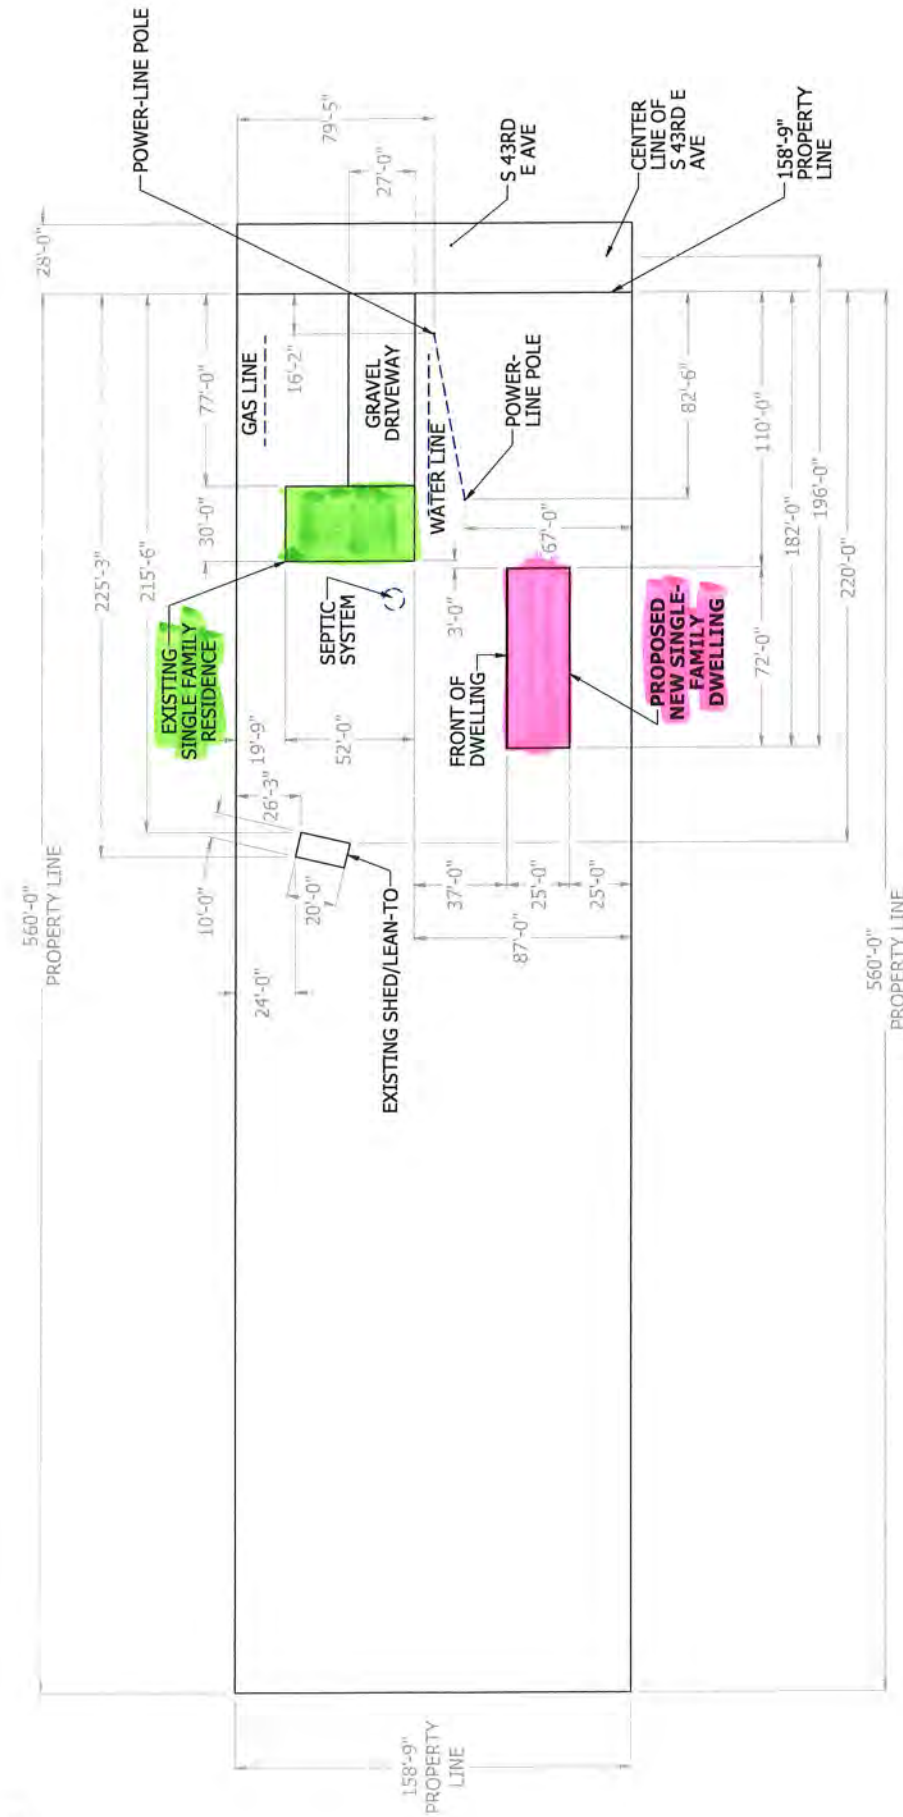 560'-0"
PROPERTY LINE
28'-0"
225'-3"
215'-6"
77'-0"
30'-0"
16'-2"
27'-0"
79'-5"
POWER-LINE POLE
GAS LINE
GRAVEL
DRIVEWAY
WATER LINE
POWER-
LINE POLE
S 43RD
E AVE
CENTER
LINE OF
S 43RD E
AVE
158'-9"
PROPERTY
LINE
EXISTING
SINGLE FAMILY
RESIDENCE
SEPTIC
SYSTEM
19'-9"
52'-0"
26'-3"
10'-0"
20'-0"
24'-0"
EXISTING SHED/LEAN-TO
FRONT OF
DWELLING
3'-0"
67'-0"
37'-0"
25'-0"
25'-0"
87'-0"
PROPOSED
NEW SINGLE-
FAMILY
DWELLING
82'-6"
110'-0"
72'-0"
182'-0"
196'-0"
220'-0"
158'-9"
PROPERTY
LINE
560'-0"
PROPERTY LINE